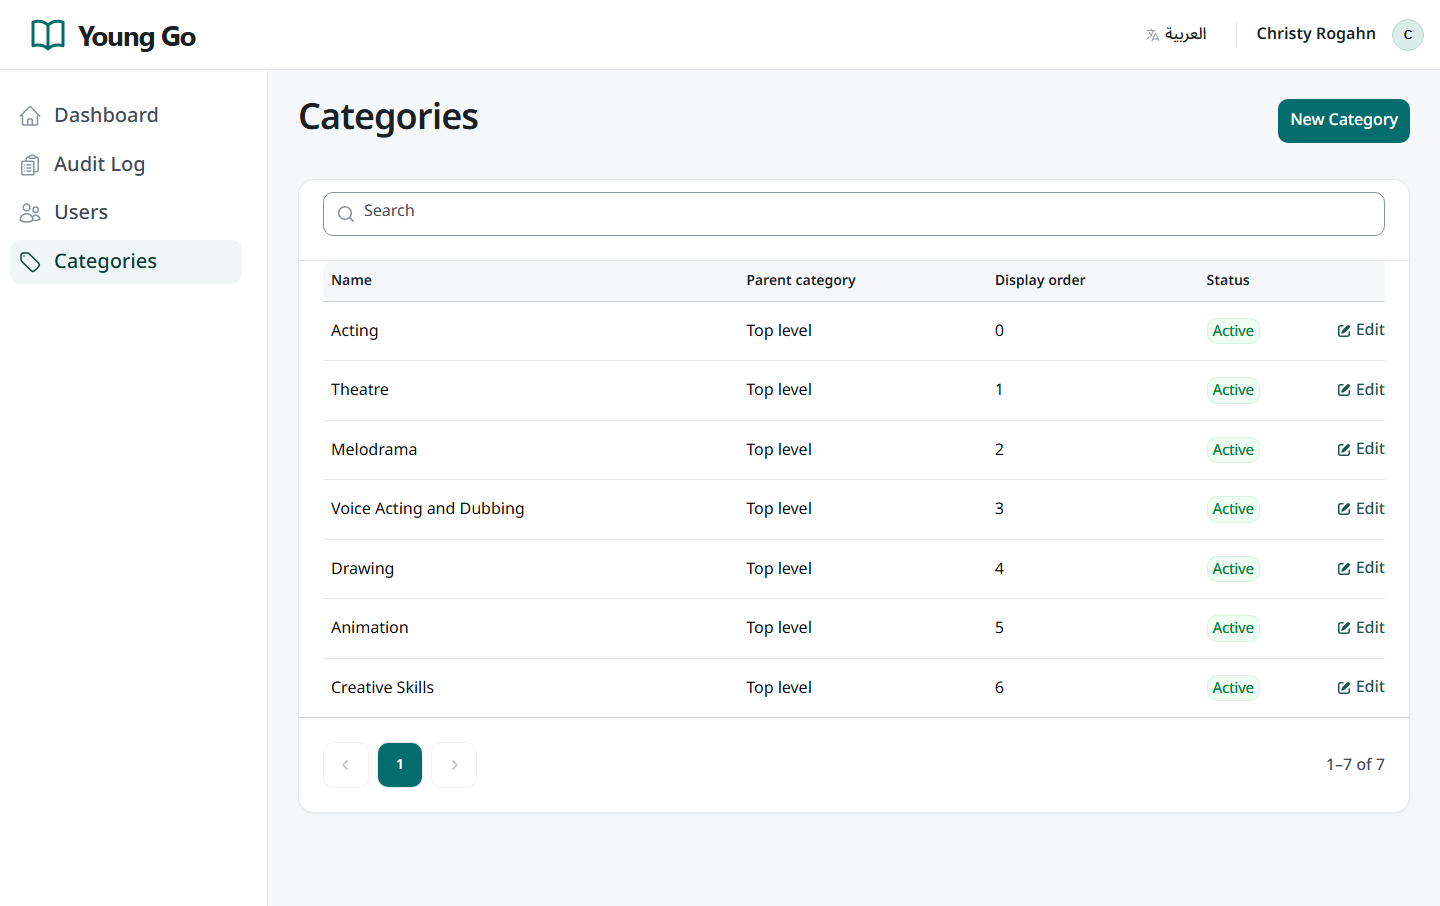 Young Go
العربية
Christy Rogahn
C
Dashboard
Audit Log
Users
Categories
Categories
New Category
Search
Name Parent category Display order Status
Acting Top level 0 Active Edit
Theatre Top level 1 Active Edit
Melodrama Top level 2 Active Edit
Voice Acting and Dubbing Top level 3 Active Edit
Drawing Top level 4 Active Edit
Animation Top level 5 Active Edit
Creative Skills Top level 6 Active Edit
1
1–7 of 7